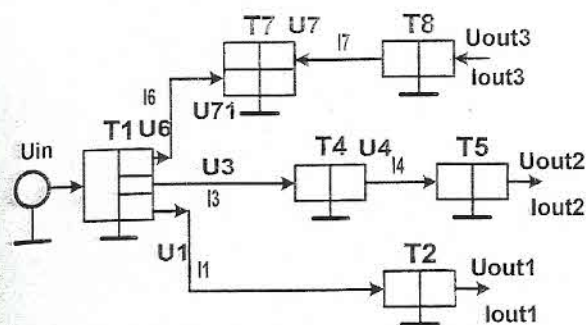 T7 U7 T8
I7
Uout3
Iout3
I6
U71
T1 U6
Uin
U3
I3
T4 U4 T5
I4
Uout2
Iout2
U1
I1
T2
Uout1
Iout1